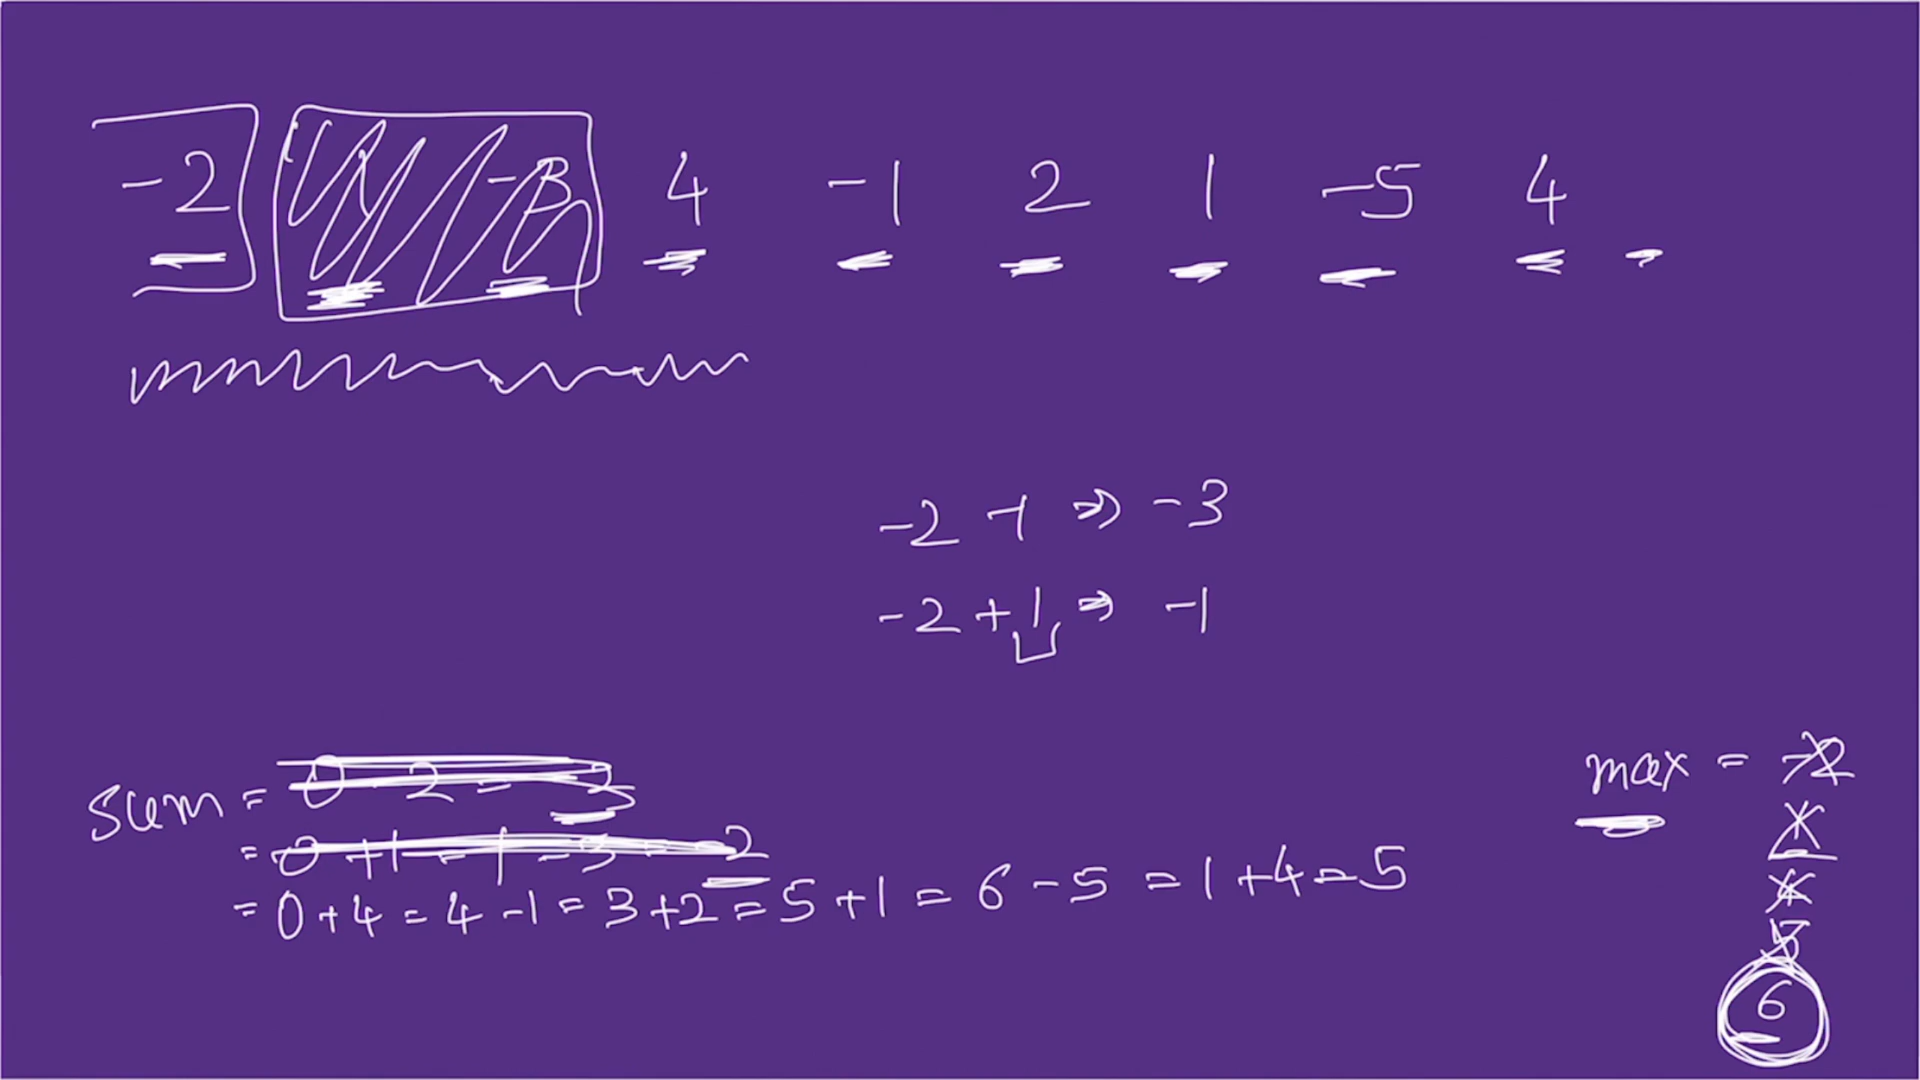 -2 1 -3 4 -1 2 1 -5 4
-2 -1 ⇒ -3
-2 + 1 ⇒ -1
sum = 0 - 2 = -2
= 0 + 1 = 1 - 3 = -2
= 0 + 4 = 4 - 1 = 3 + 2 = 5 + 1 = 6 - 5 = 1 + 4 = 5
max = -2
1
4
5
6